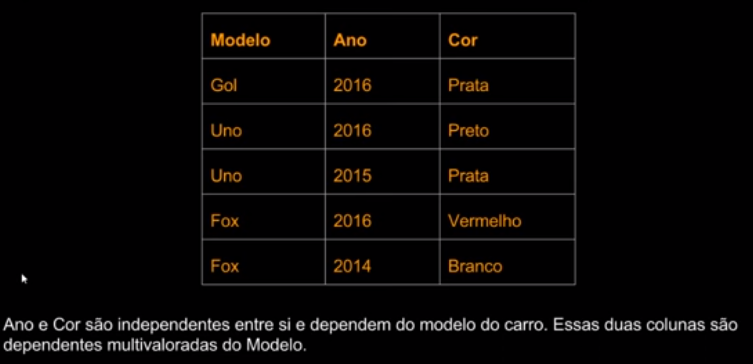 Modelo Ano Cor
Gol 2016 Prata
Uno 2016 Preto
Uno 2015 Prata
Fox 2016 Vermelho
Fox 2014 Branco
Ano e Cor são independentes entre si e dependem do modelo do carro. Essas duas colunas são
dependentes multivaloradas do Modelo.